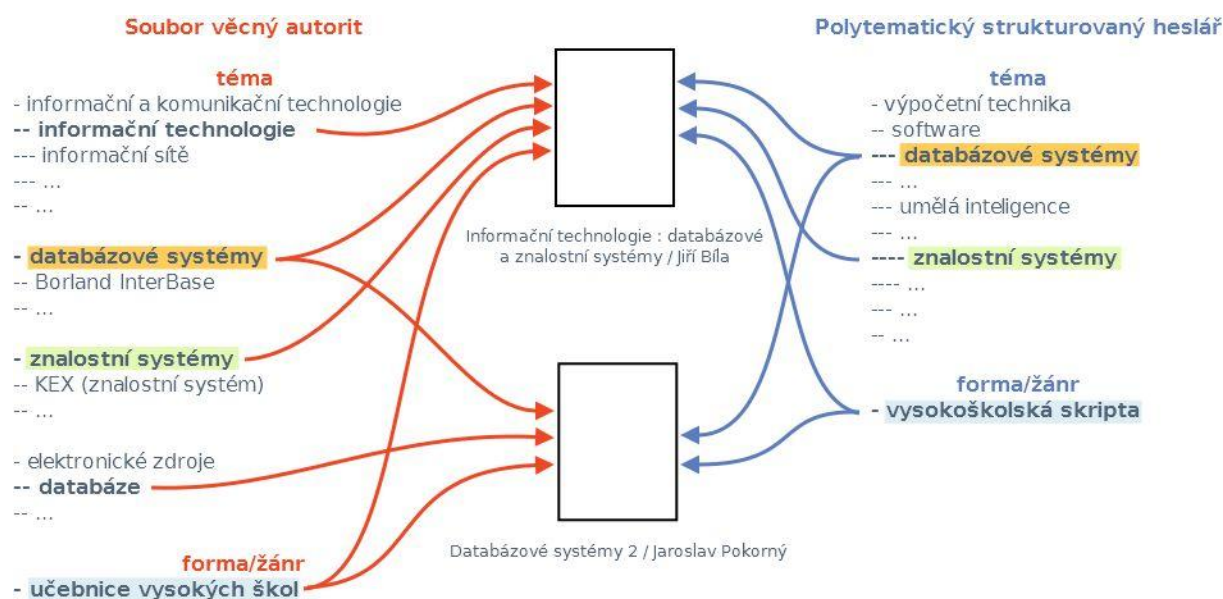 Soubor věcný autorit
téma
- informační a komunikační technologie
-- informační technologie
--- informační sítě
--- ...
-- ...
- databázové systémy
-- Borland InterBase
-- ...
- znalostní systémy
-- KEX (znalostní systém)
-- ...
- elektronické zdroje
-- databáze
-- ...
forma/žánr
- učebnice vysokých škol
Informační technologie : databázové
a znalostní systémy / Jiří Bíla
Databázové systémy 2 / Jaroslav Pokorný
Polytematický strukturovaný heslář
téma
- výpočetní technika
-- software
--- databázové systémy
--- ...
--- umělá inteligence
--- ...
---- znalostní systémy
---- ...
--- ...
-- ...
forma/žánr
- vysokoškolská skripta